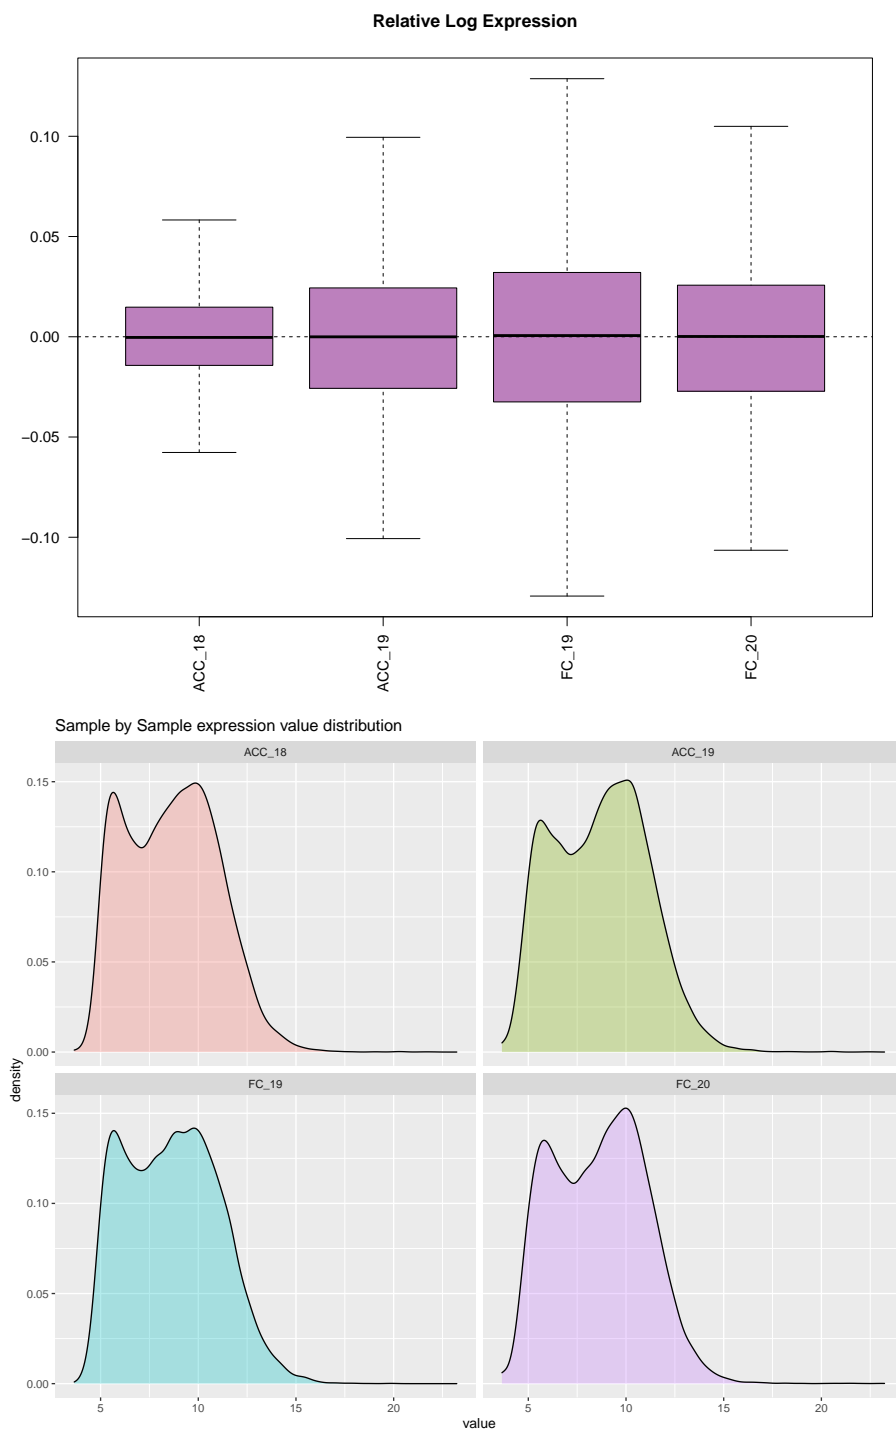 Relative Log Expression
0.10
0.05
0.00
−0.05
−0.10
ACC_18
ACC_19
FC_19
FC_20
Sample by Sample expression value distribution
ACC_18
ACC_19
0.15
0.10
0.05
0.00
FC_19
FC_20
0.15
0.10
0.05
0.00
density
5
10
15
20
5
10
15
20
value